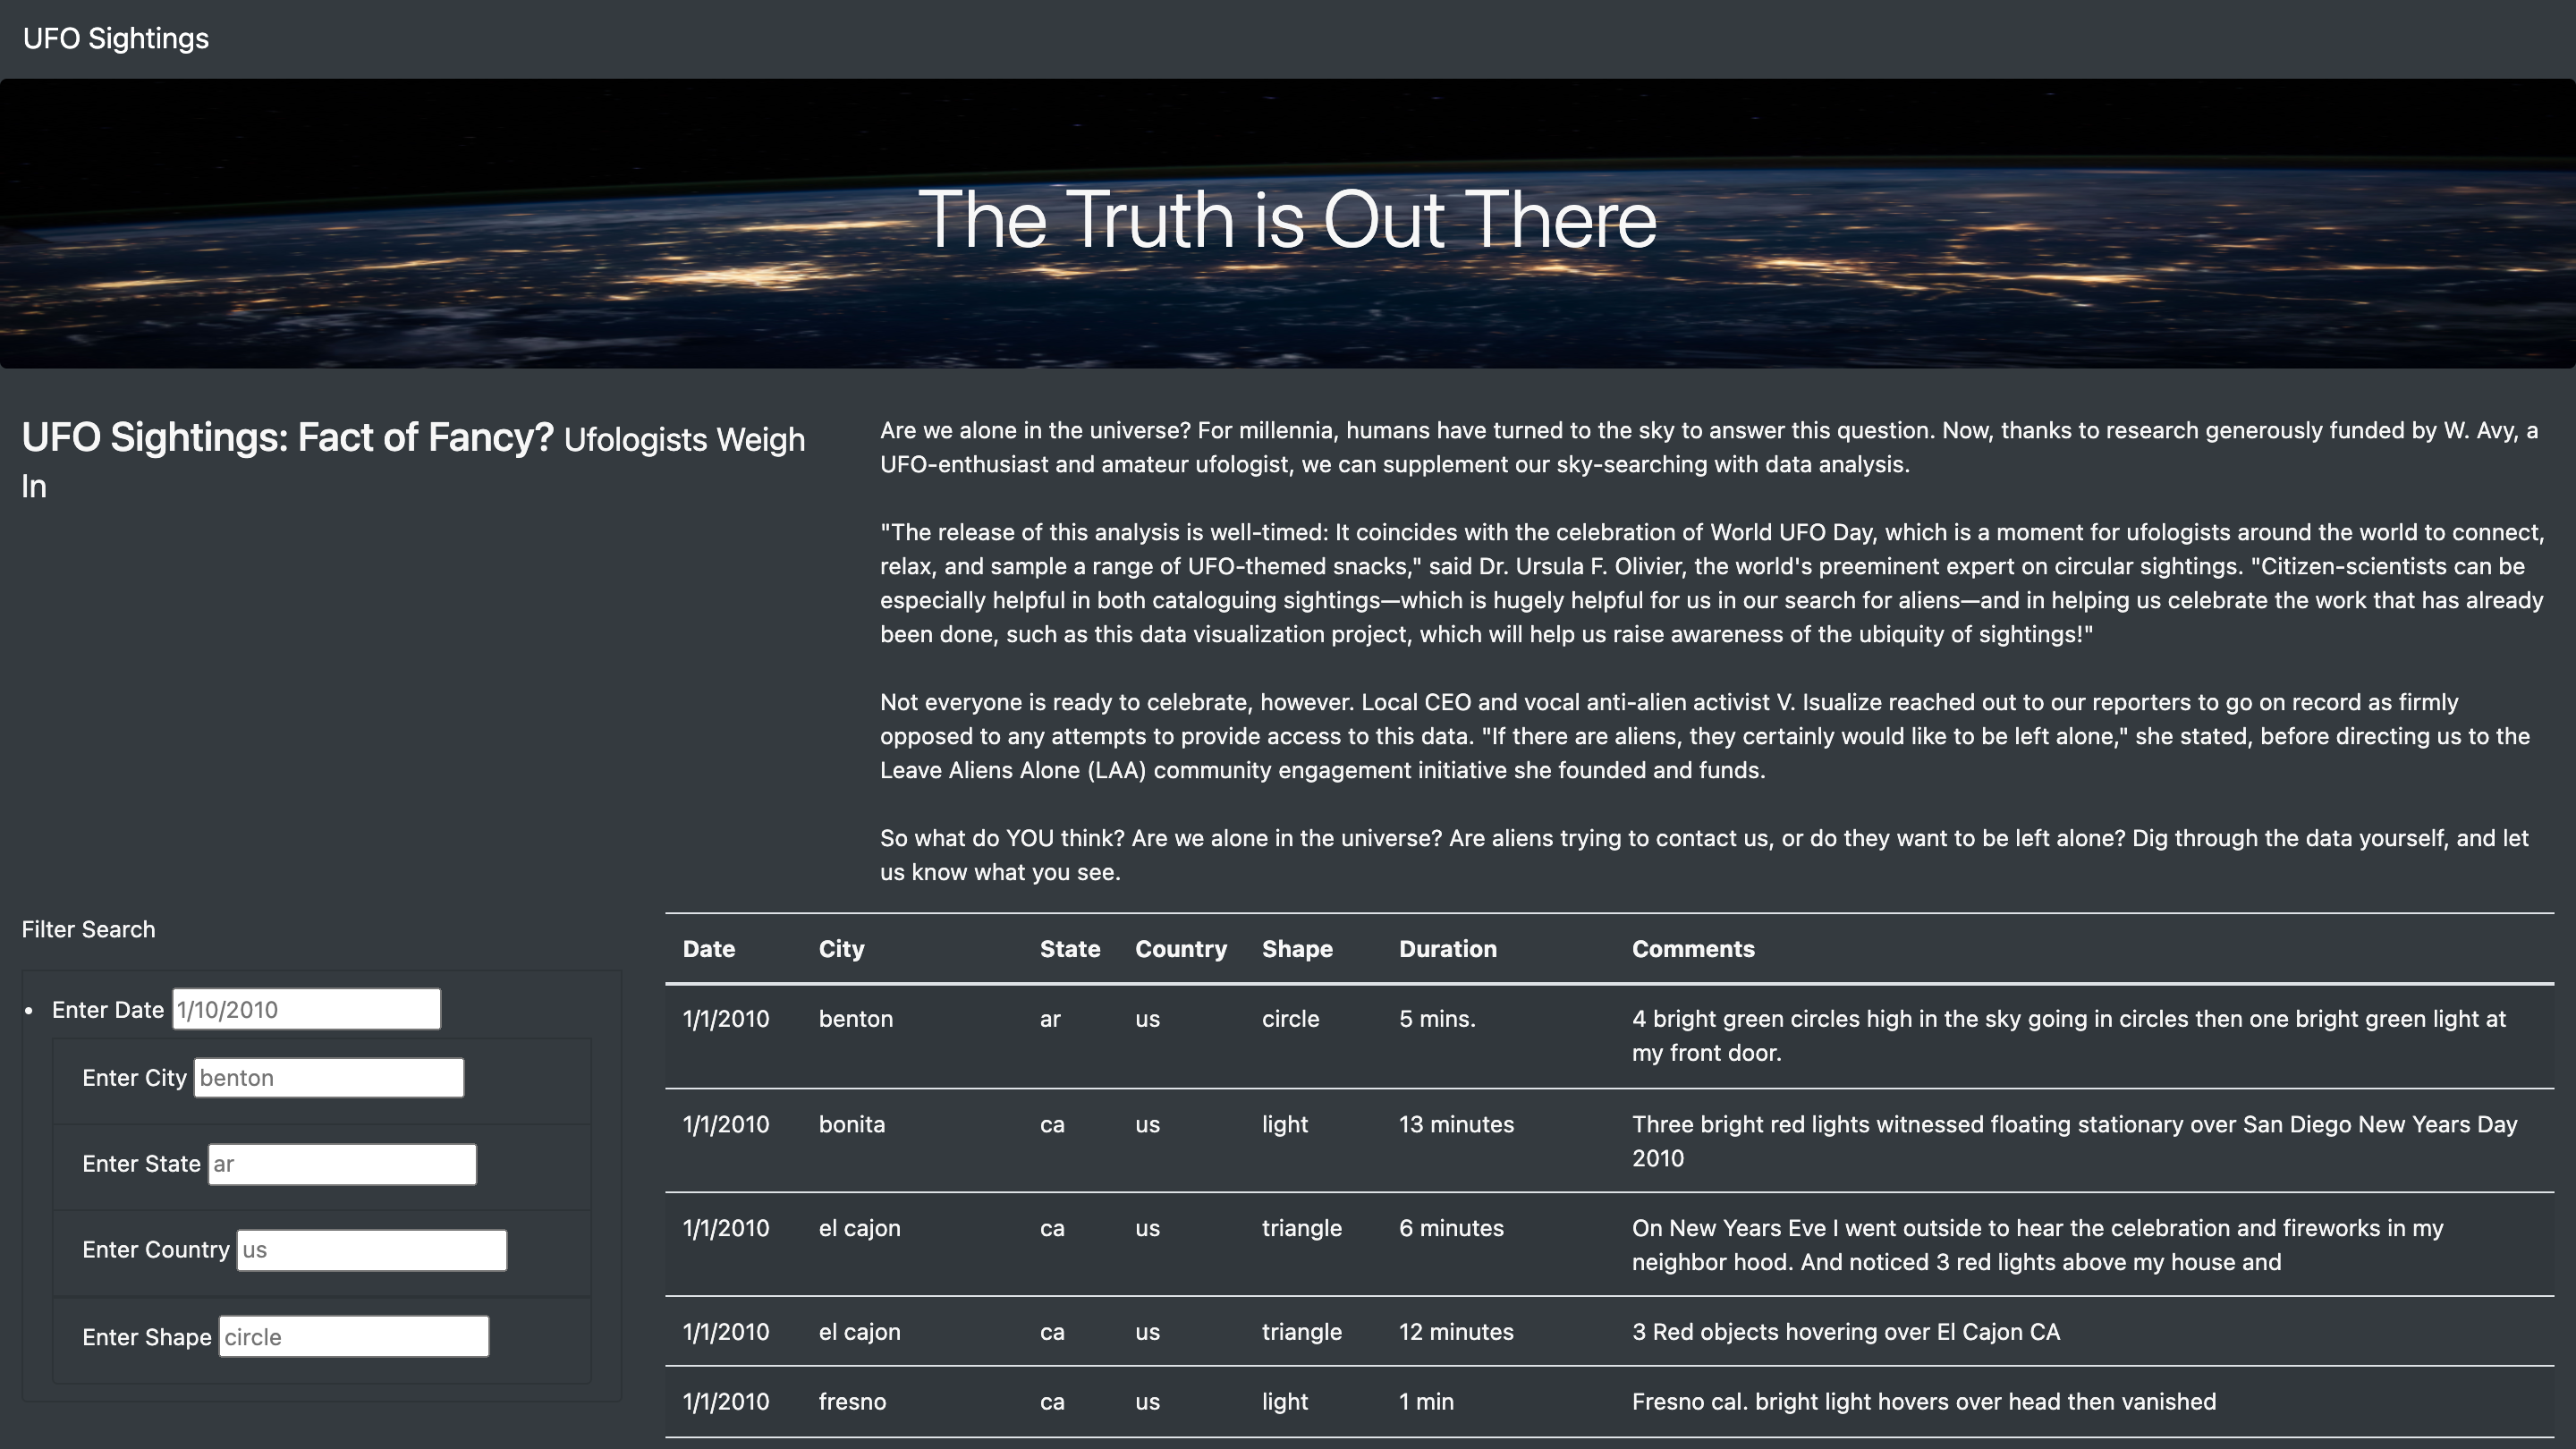 UFO Sightings
The Truth is Out There
UFO Sightings: Fact of Fancy? Ufologists Weigh
In
Are we alone in the universe? For millennia, humans have turned to the sky to answer this question. Now, thanks to research generously funded by W. Avy, a
UFO-enthusiast and amateur ufologist, we can supplement our sky-searching with data analysis.
"The release of this analysis is well-timed: It coincides with the celebration of World UFO Day, which is a moment for ufologists around the world to connect,
relax, and sample a range of UFO-themed snacks," said Dr. Ursula F. Olivier, the world's preeminent expert on circular sightings. "Citizen-scientists can be
especially helpful in both cataloguing sightings—which is hugely helpful for us in our search for aliens—and in helping us celebrate the work that has already
been done, such as this data visualization project, which will help us raise awareness of the ubiquity of sightings!"
Not everyone is ready to celebrate, however. Local CEO and vocal anti-alien activist V. Isualize reached out to our reporters to go on record as firmly
opposed to any attempts to provide access to this data. "If there are aliens, they certainly would like to be left alone," she stated, before directing us to the
Leave Aliens Alone (LAA) community engagement initiative she founded and funds.
So what do YOU think? Are we alone in the universe? Are aliens trying to contact us, or do they want to be left alone? Dig through the data yourself, and let
us know what you see.
Filter Search
• Enter Date 1/10/2010
Enter City benton
Enter State ar
Enter Country us
Enter Shape circle
Date City State Country Shape Duration Comments
1/1/2010 benton ar us circle 5 mins. 4 bright green circles high in the sky going in circles then one bright green light at
my front door.
1/1/2010 bonita ca us light 13 minutes Three bright red lights witnessed floating stationary over San Diego New Years Day
2010
1/1/2010 el cajon ca us triangle 6 minutes On New Years Eve I went outside to hear the celebration and fireworks in my
neighbor hood. And noticed 3 red lights above my house and
1/1/2010 el cajon ca us triangle 12 minutes 3 Red objects hovering over El Cajon CA
1/1/2010 fresno ca us light 1 min Fresno cal. bright light hovers over head then vanished